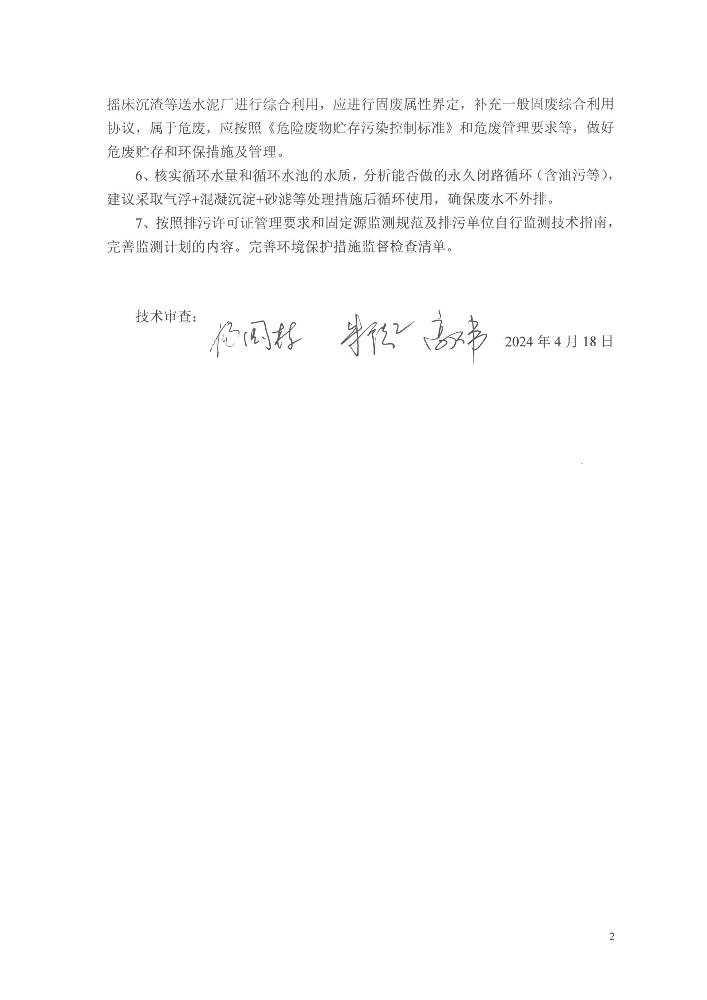 摇床沉渣等送水泥厂进行综合利用，应进行固废属性界定，补充一般固废综合利用
协议，属于危废，应按照《危险废物贮存污染控制标准》和危废管理要求等，做好
危废贮存和环保措施及管理。
6、核实循环水量和循环水池的水质，分析能否做的永久闭路循环（含油污等），
建议采取气浮+混凝沉淀+砂滤等处理措施后循环使用，确保废水不外排。
7、按照排污许可证管理要求和固定源监测规范及排污单位自行监测技术指南，
完善监测计划的内容。完善环境保护措施监督检查清单。
技术审查：
2024 年 4 月 18 日
2